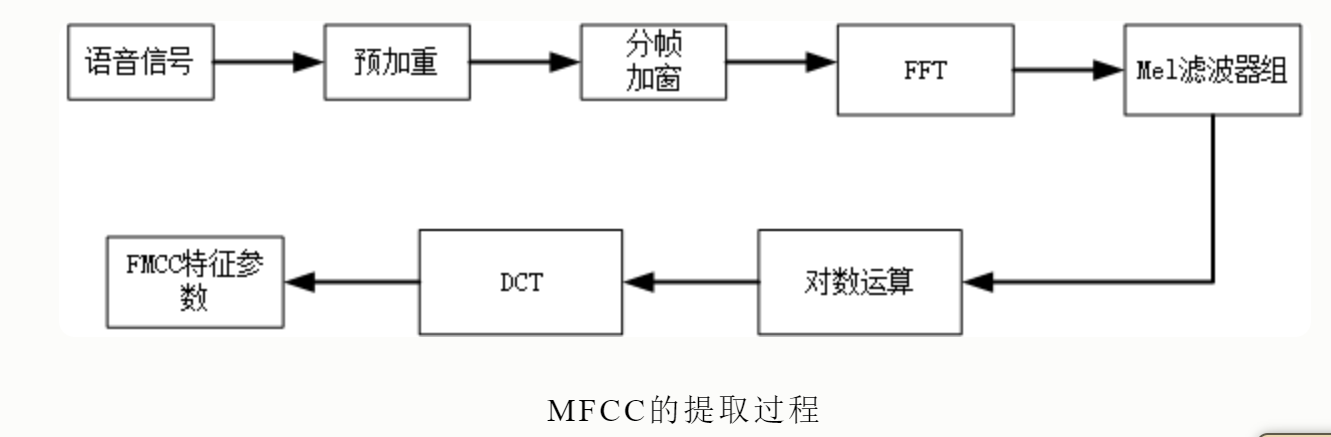 语音信号
预加重
分帧
加窗
FFT
Mel滤波器组
对数运算
DCT
FMCC特征参
数
MFCC的提取过程